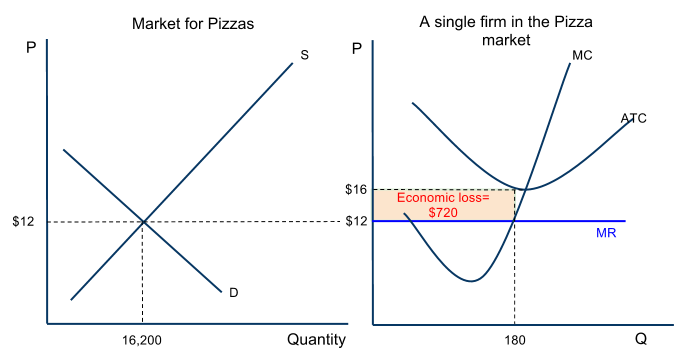 Market for Pizzas
P
S
$12
D
16,200
Quantity
A single firm in the Pizza
market
P
MC
ATC
$16
Economic loss=
$720
$12
MR
180
Q